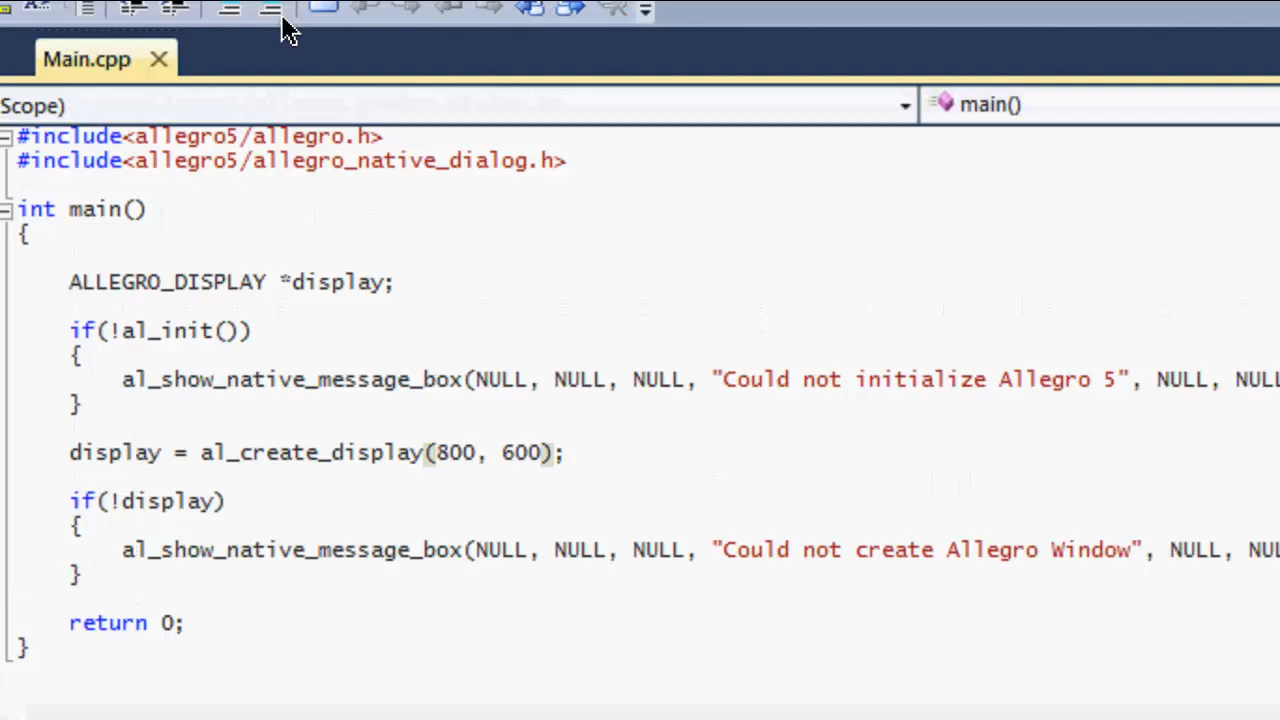 Main.cpp
Scope)
main()
#include<allegro5/allegro.h>
#include<allegro5/allegro_native_dialog.h>
int main()
{
ALLEGRO_DISPLAY *display;
if(!al_init())
{
al_show_native_message_box(NULL, NULL, NULL, "Could not initialize Allegro 5", NULL, NULL
}
display = al_create_display(800, 600);
if(!display)
{
al_show_native_message_box(NULL, NULL, NULL, "Could not create Allegro Window", NULL, NUL
}
return 0;
}